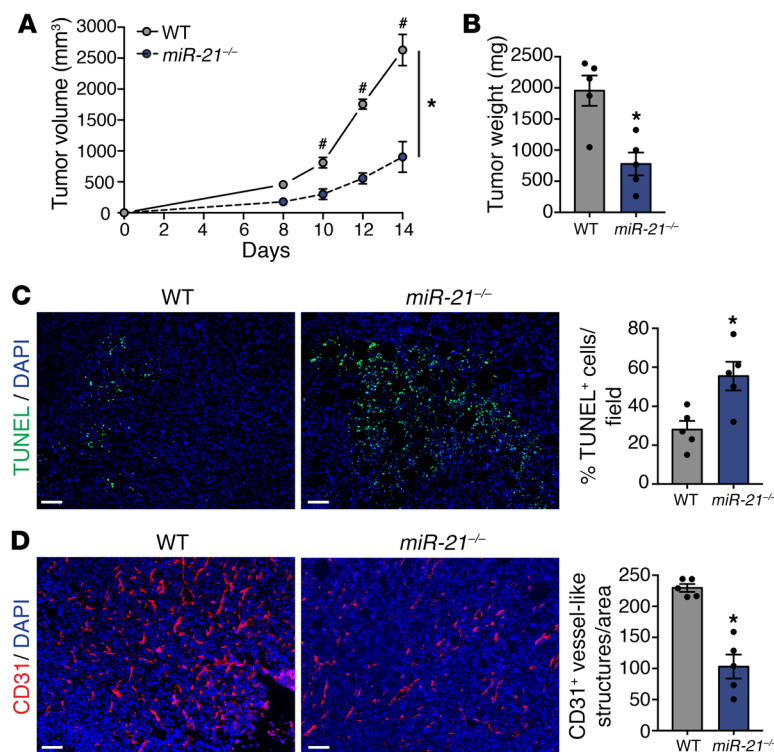 A
Tumor volume (mm³)
3000
2500
2000
1500
1000
500
0
WT
miR-21⁻/⁻
#
#
#
*
0 2 4 6 8 10 12 14
Days
B
Tumor weight (mg)
2500
2000
1500
1000
500
0
*
WT miR-21⁻/⁻
C
WT miR-21⁻/⁻
TUNEL / DAPI
% TUNEL⁺ cells/
field
80
60
40
20
0
*
WT miR-21⁻/⁻
D
WT miR-21⁻/⁻
CD31/ DAPI
CD31⁺ vessel-like
structures/area
250
200
150
100
50
0
*
WT miR-21⁻/⁻